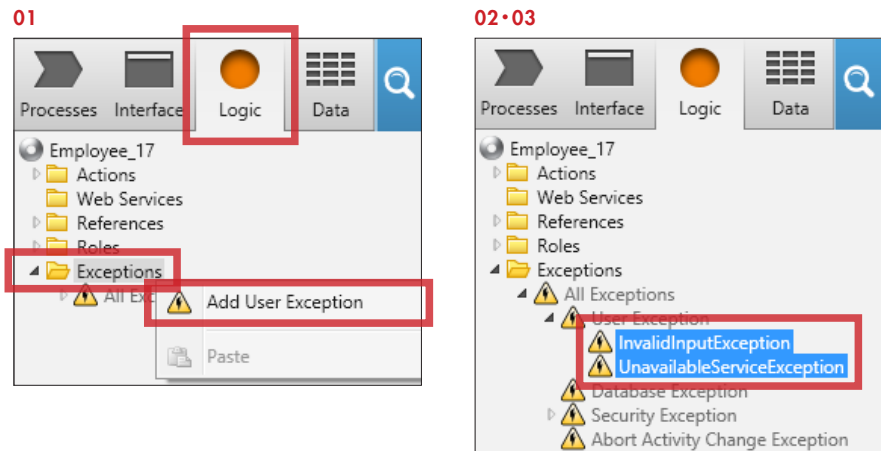 01
Processes Interface Logic Data
Employee_17
Actions
Web Services
References
Roles
Exceptions
All Exc
Add User Exception
Paste
02•03
Processes Interface Logic Data
Employee_17
Actions
Web Services
References
Roles
Exceptions
All Exceptions
User Exception
InvalidInputException
UnavailableServiceException
Database Exception
Security Exception
Abort Activity Change Exception